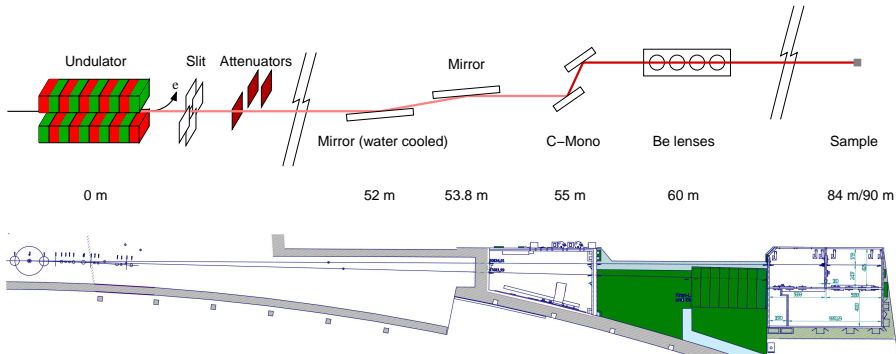 Undulator
Slit
Attenuators
e
Mirror
Mirror (water cooled)
C−Mono
Be lenses
Sample
0 m
52 m
53.8 m
55 m
60 m
84 m/90 m